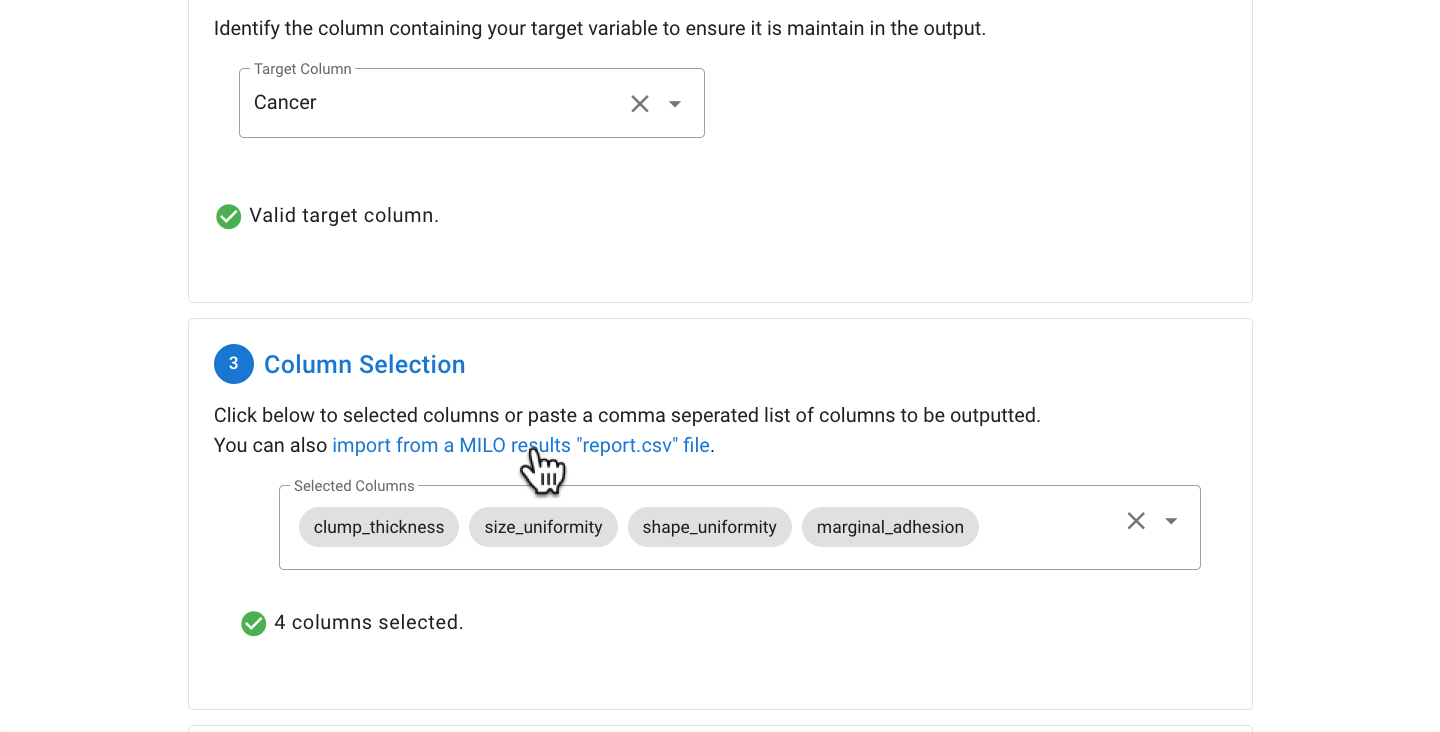 Identify the column containing your target variable to ensure it is maintain in the output.
Target Column
Cancer
Valid target column.
3 Column Selection
Click below to selected columns or paste a comma seperated list of columns to be outputted.
You can also import from a MILO results "report.csv" file.
Selected Columns
clump_thickness size_uniformity shape_uniformity marginal_adhesion
4 columns selected.